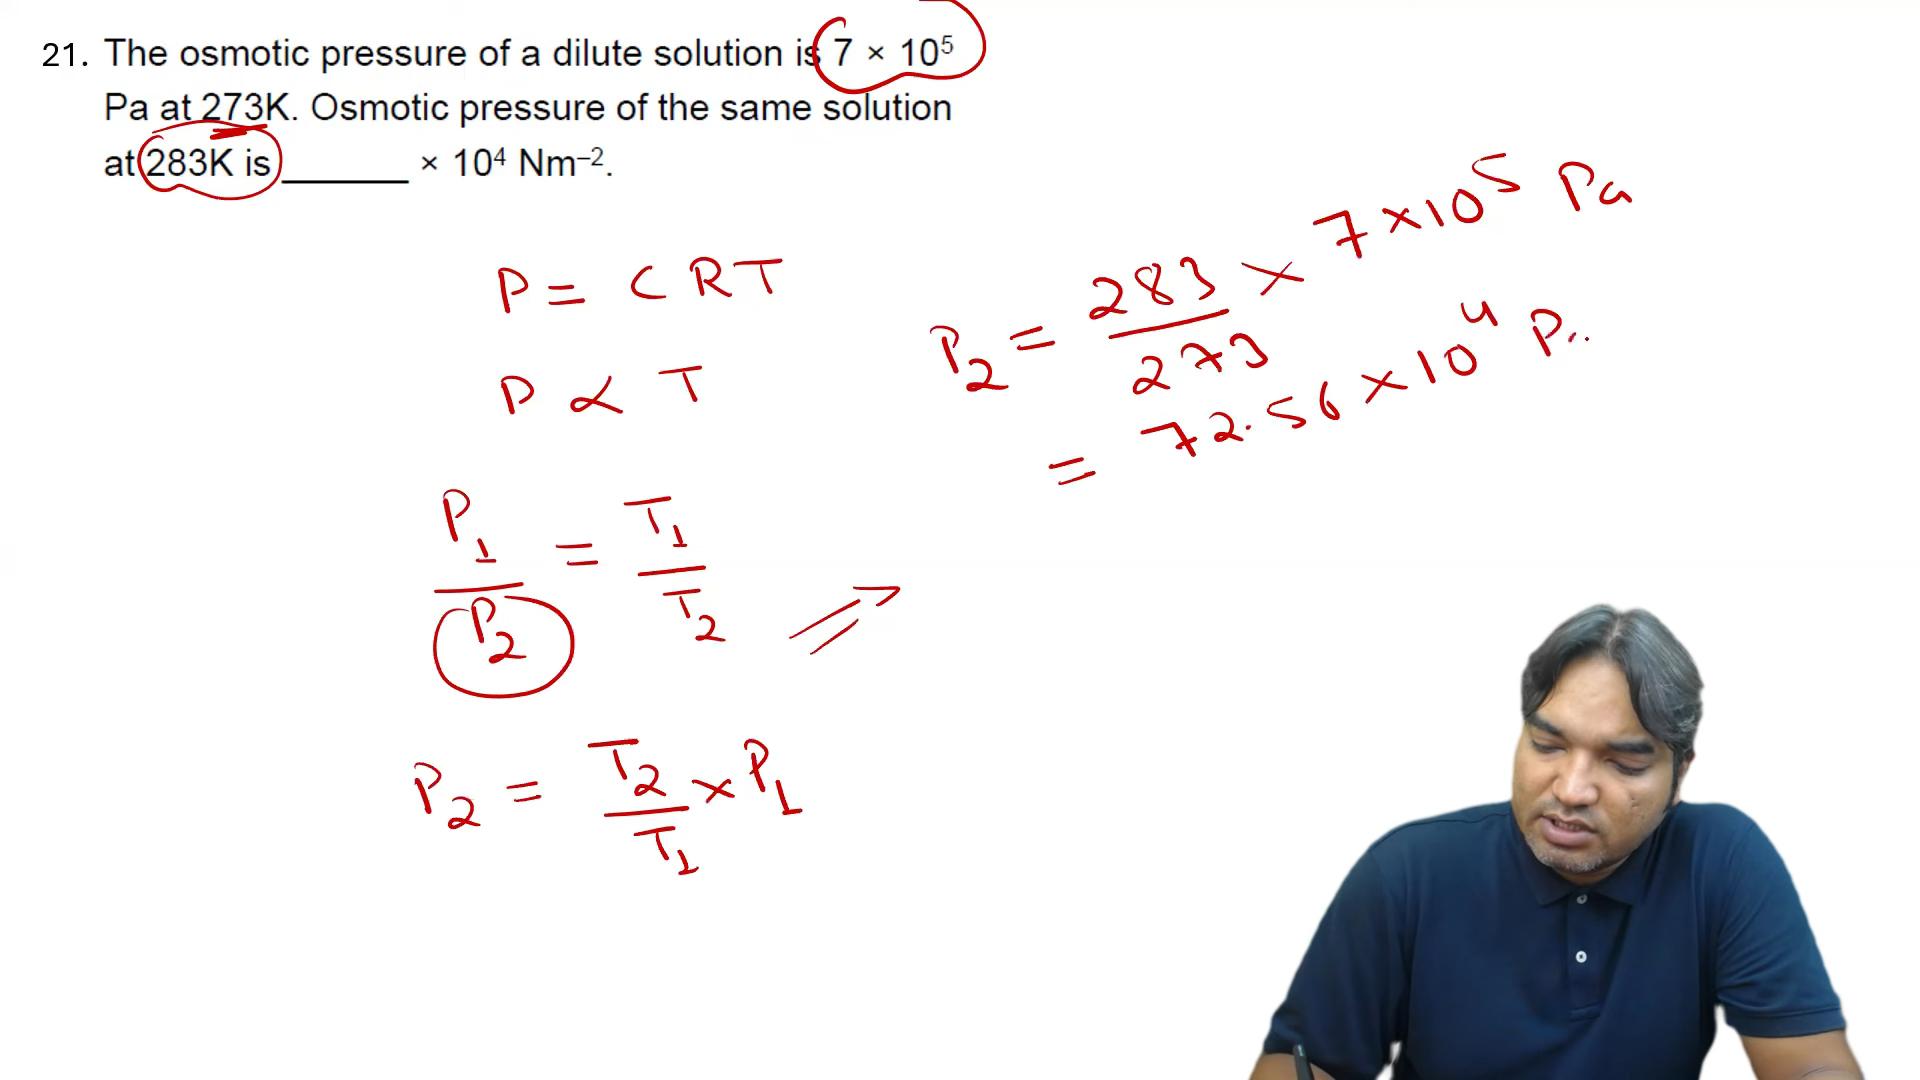 21. The osmotic pressure of a dilute solution is 7 × 10⁵
Pa at 273K. Osmotic pressure of the same solution
at 283K is ______ × 10⁴ Nm⁻².
P = CRT
P ∝ T
P₁/P₂ = T₁/T₂ ⇒
P₂ = T₂/T₁ × P₁
P₂ = 283/273 × 7 × 10⁵ Pa
= 72.56 × 10⁴ P